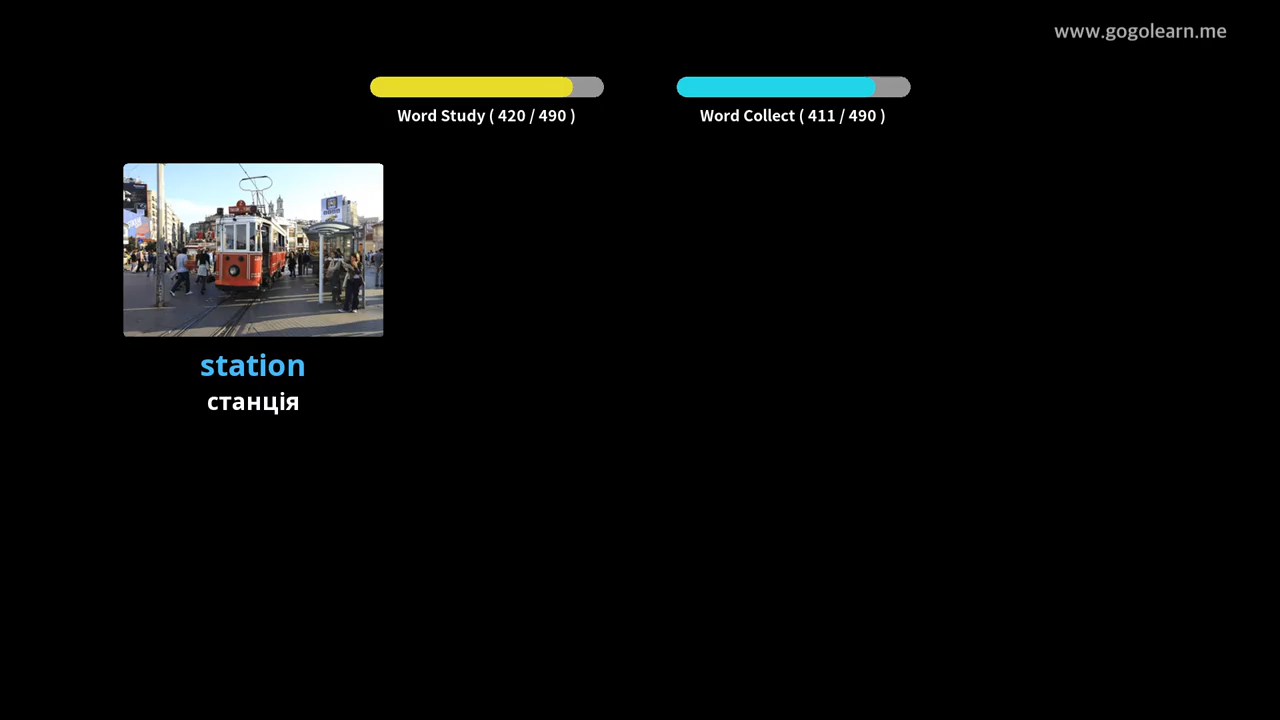 www.gogolearn.me
Word Study ( 420 / 490 )
Word Collect ( 411 / 490 )
station
станція